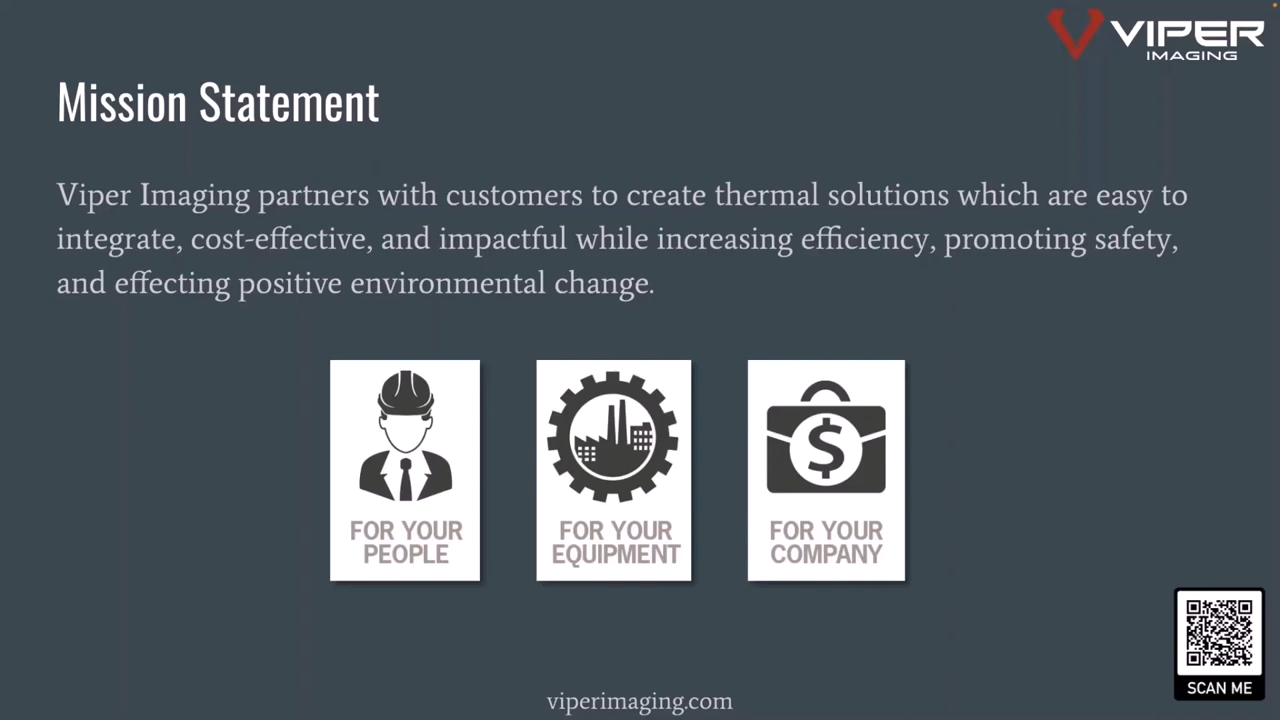 VIPER
IMAGING
Mission Statement
Viper Imaging partners with customers to create thermal solutions which are easy to
integrate, cost-effective, and impactful while increasing efficiency, promoting safety,
and effecting positive environmental change.
$
FOR YOUR
PEOPLE
FOR YOUR
EQUIPMENT
FOR YOUR
COMPANY
SCAN ME
viperimaging.com